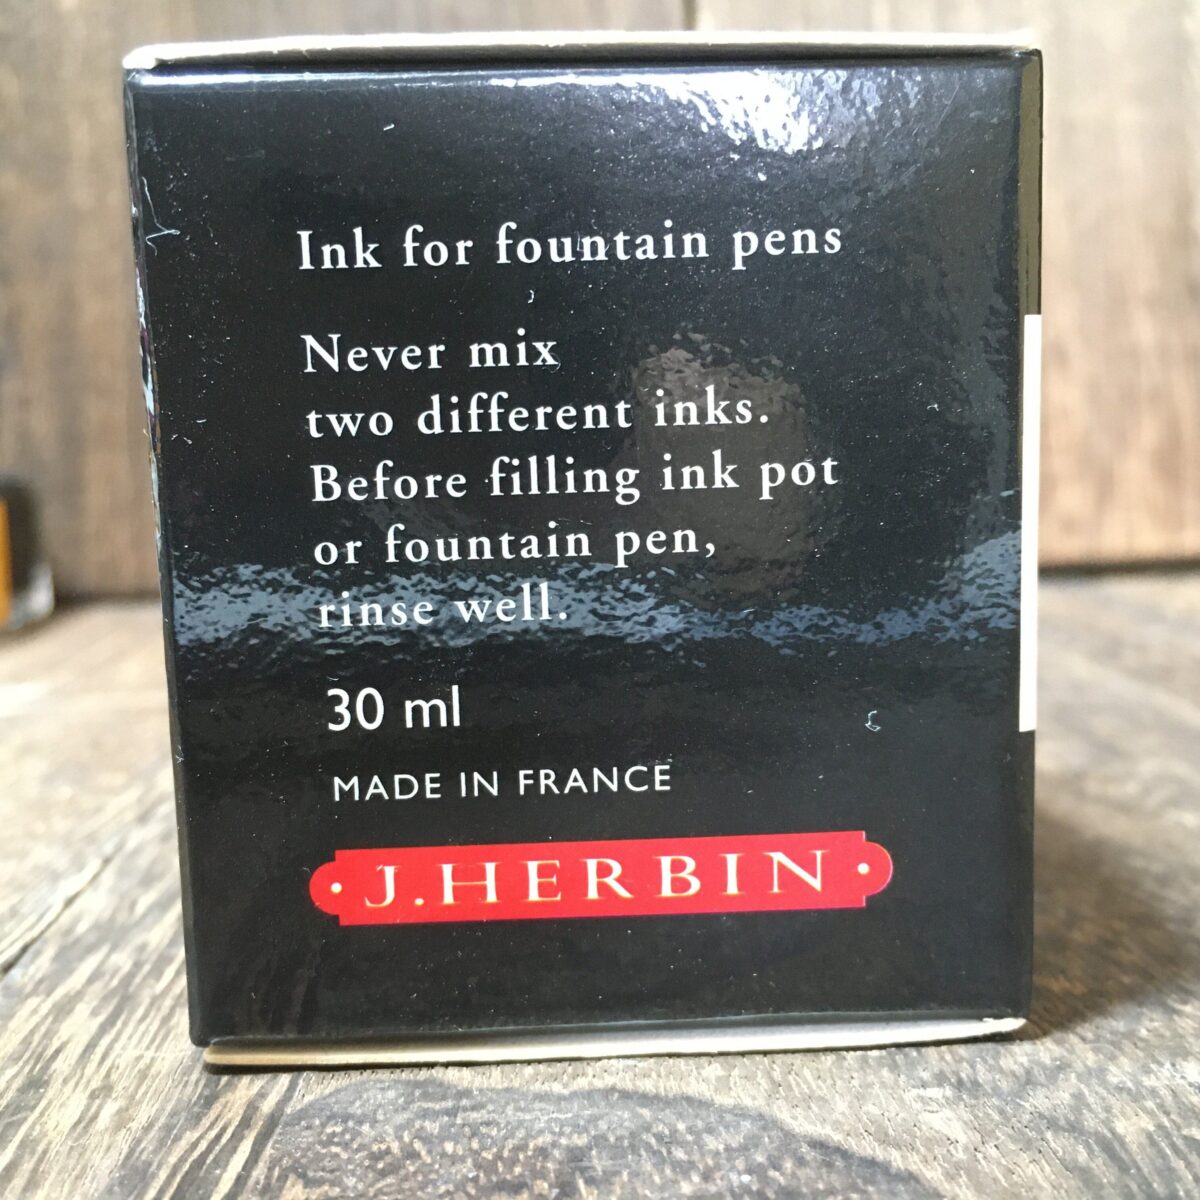 Ink for fountain pens
Never mix
two different inks.
Before filling ink pot
or fountain pen,
rinse well.
30 ml
MADE IN FRANCE
J. HERBIN